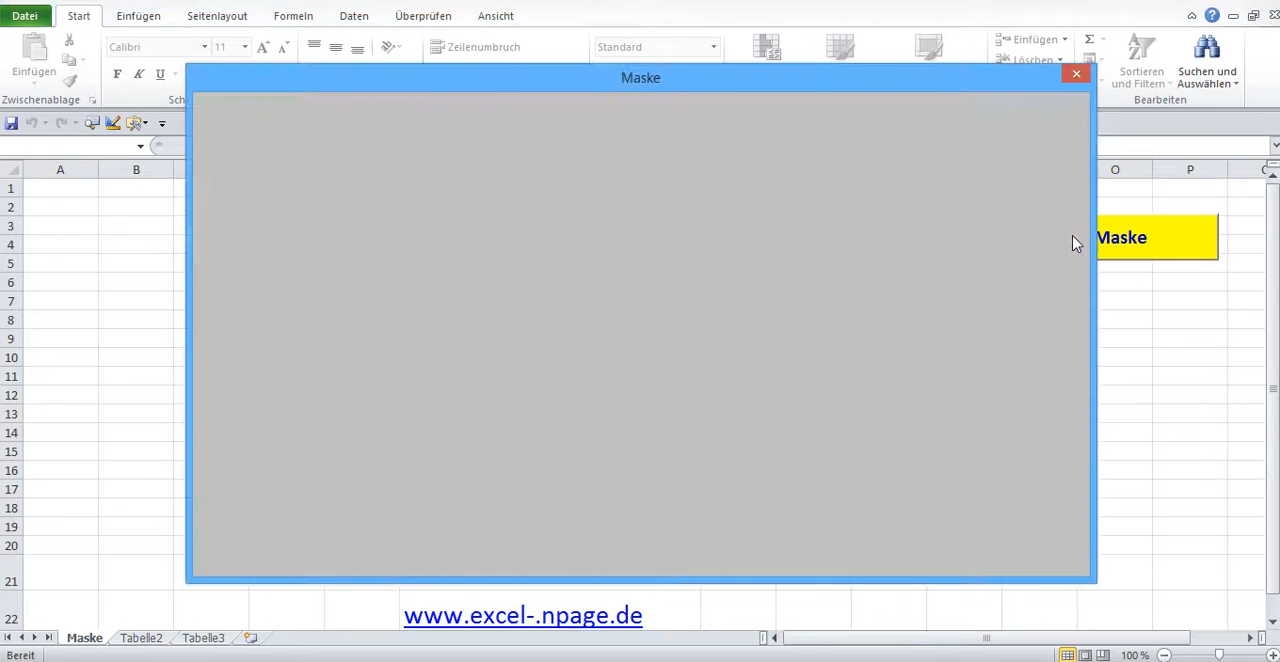 Datei Start Einfügen Seitenlayout Formeln Daten Überprüfen Ansicht
Calibri 11 Zeilenumbruch Standard Einfügen
Einfügen F K U Löschen Sortieren und Filtern Suchen und Auswählen
Zwischenablage Sch Bearbeiten
Maske
A B O P
1
2
3
Maske
4
5
6
7
8
9
10
11
12
13
14
15
16
17
18
19
20
21
22
www.excel-.npage.de
Maske Tabelle2 Tabelle3
Bereit 100 %